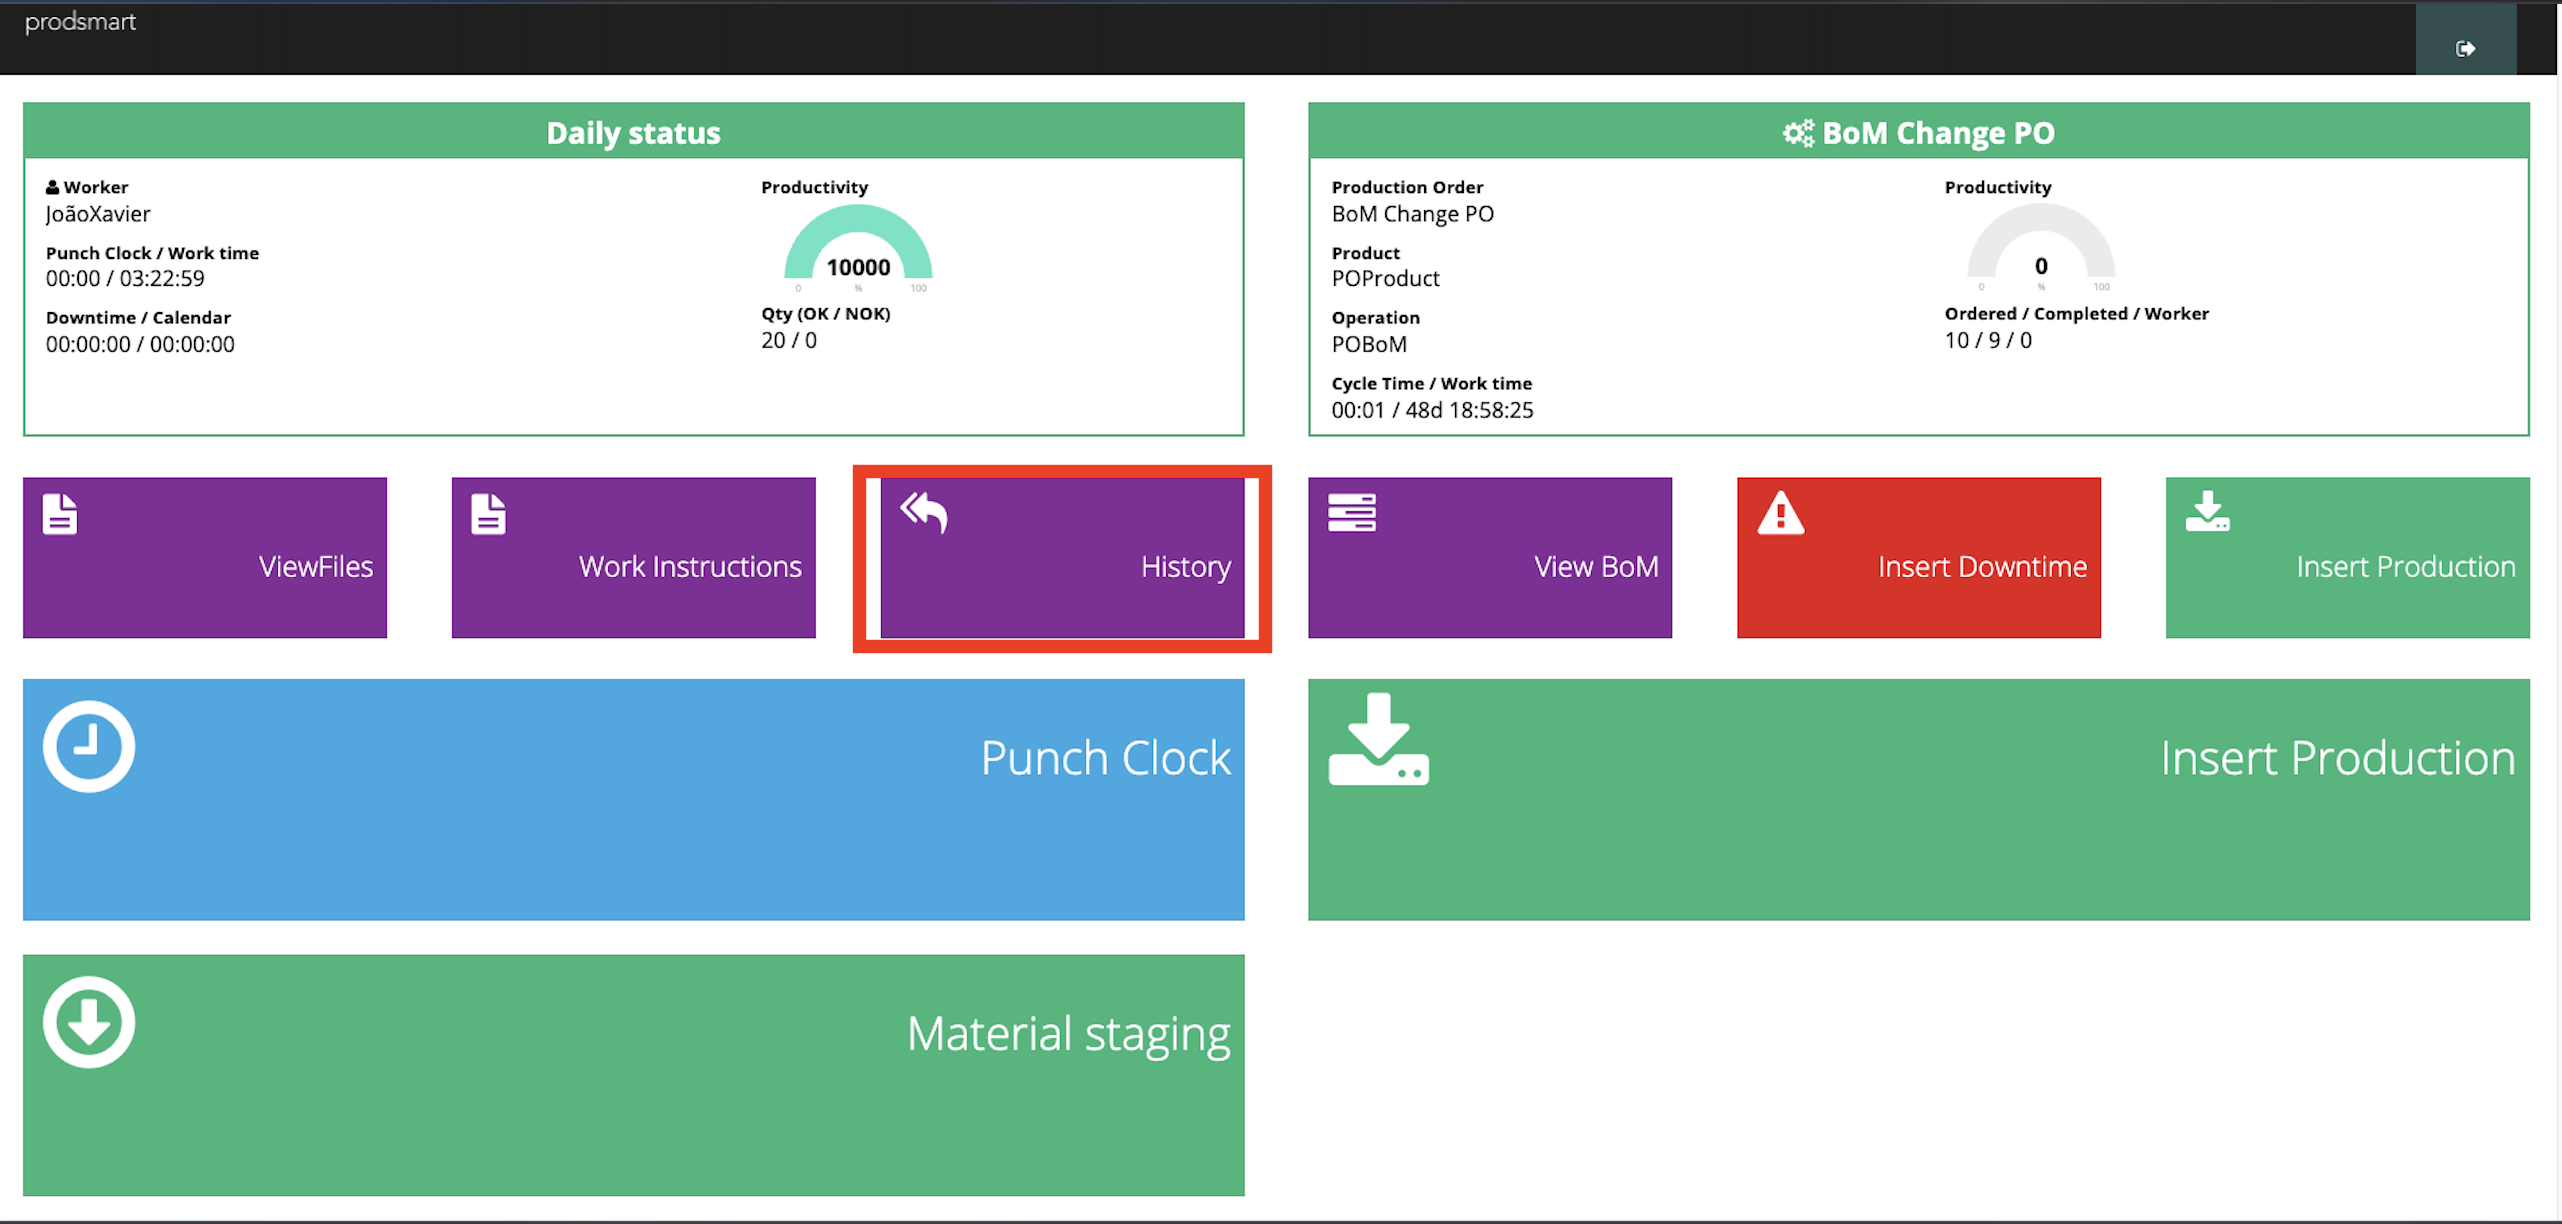 prodsmart
Daily status
Worker
JoãoXavier
Punch Clock / Work time
00:00 / 03:22:59
Downtime / Calendar
00:00:00 / 00:00:00
Productivity
10000
0 % 100
Qty (OK / NOK)
20 / 0
BoM Change PO
Production Order
BoM Change PO
Product
POProduct
Operation
POBoM
Cycle Time / Work time
00:01 / 48d 18:58:25
Productivity
0
0 % 100
Ordered / Completed / Worker
10 / 9 / 0
ViewFiles
Work Instructions
History
View BoM
Insert Downtime
Insert Production
Punch Clock
Insert Production
Material staging